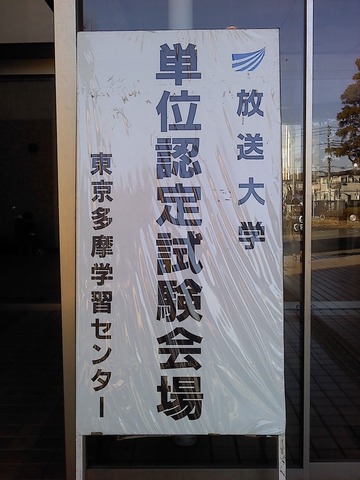 放送大学
単位認定試験会場
東京多摩学習センター